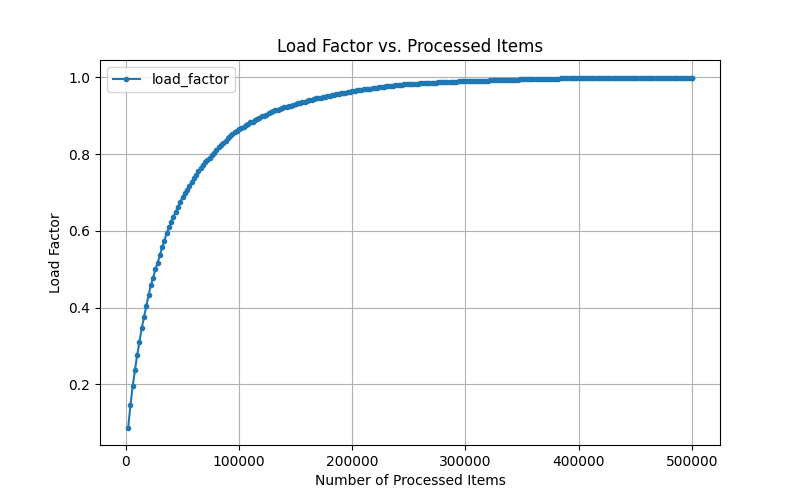 Load Factor vs. Processed Items
load_factor
1.0
0.8
0.6
0.4
0.2
Load Factor
0 100000 200000 300000 400000 500000
Number of Processed Items